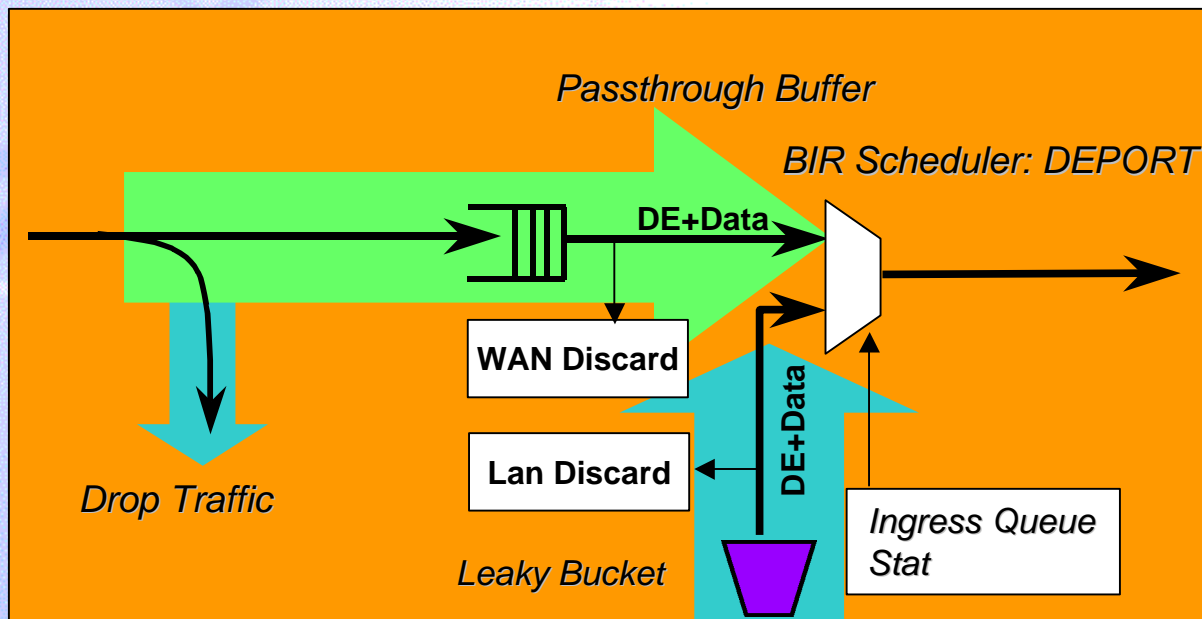 Passthrough Buffer
BIR Scheduler: DEPORT
DE+Data
WAN Discard
DE+Data
Lan Discard
Drop Traffic
Ingress Queue
Stat
Leaky Bucket